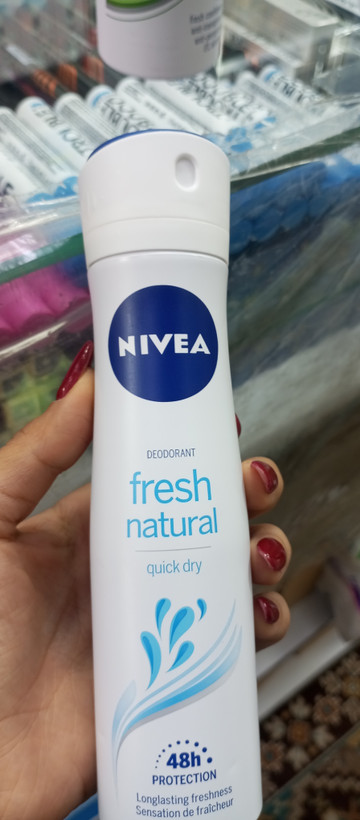 NIVEA
DEODORANT
fresh
natural
quick dry
48h
PROTECTION
Longlasting freshness
Sensation de fraîcheur